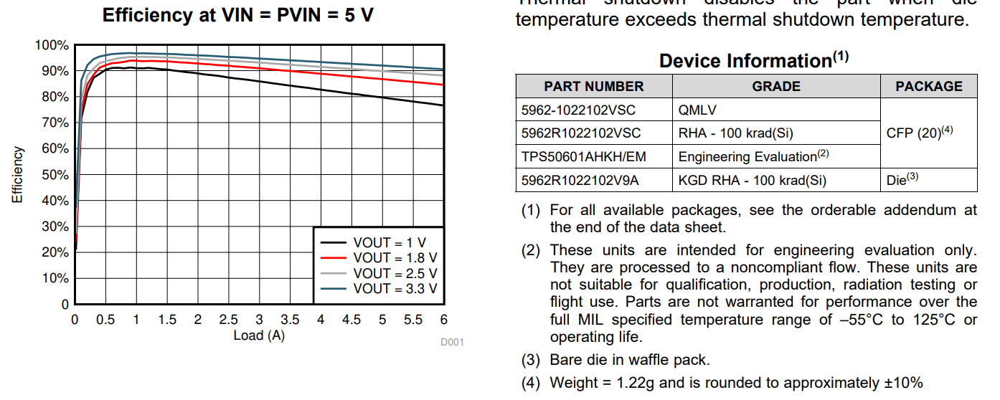 Efficiency at VIN = PVIN = 5 V
100%
90%
80%
70%
60%
50%
40%
30%
20%
10%
0
Efficiency
VOUT = 1 V
VOUT = 1.8 V
VOUT = 2.5 V
VOUT = 3.3 V
0 0.5 1 1.5 2 2.5 3 3.5 4 4.5 5 5.5 6
Load (A)
D001
Thermal shutdown disables the part when die
temperature exceeds thermal shutdown temperature.
Device Information(1)
PART NUMBER GRADE PACKAGE
5962-1022102VSC QMLV
5962R1022102VSC RHA - 100 krad(Si) CFP (20)(4)
TPS50601AHKH/EM Engineering Evaluation(2)
5962R1022102V9A KGD RHA - 100 krad(Si) Die(3)
(1) For all available packages, see the orderable addendum at
the end of the data sheet.
(2) These units are intended for engineering evaluation only.
They are processed to a noncompliant flow. These units are
not suitable for qualification, production, radiation testing or
flight use. Parts are not warranted for performance over the
full MIL specified temperature range of –55°C to 125°C or
operating life.
(3) Bare die in waffle pack.
(4) Weight = 1.22g and is rounded to approximately ±10%